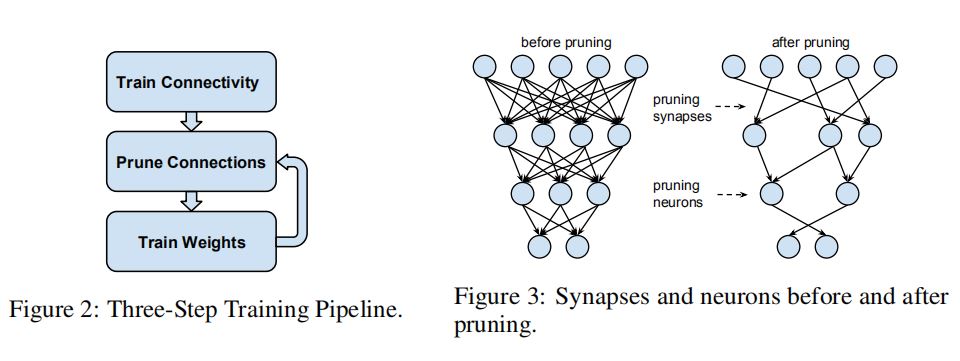 Train Connectivity
Prune Connections
Train Weights
Figure 2: Three-Step Training Pipeline.
before pruning
after pruning
pruning
synapses
pruning
neurons
Figure 3: Synapses and neurons before and after
pruning.